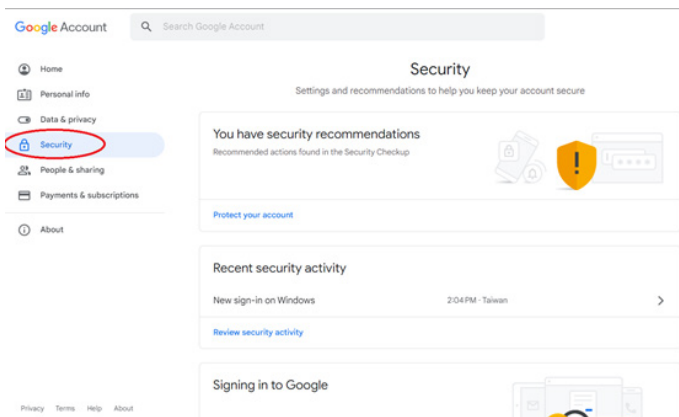 Google Account
Search Google Account
Home
Personal info
Data & privacy
Security
People & sharing
Payments & subscriptions
About
Security
Settings and recommendations to help you keep your account secure
You have security recommendations
Recommended actions found in the Security Checkup
Protect your account
Recent security activity
New sign-in on Windows 2:04 PM · Taiwan
Review security activity
Signing in to Google
Privacy Terms Help About